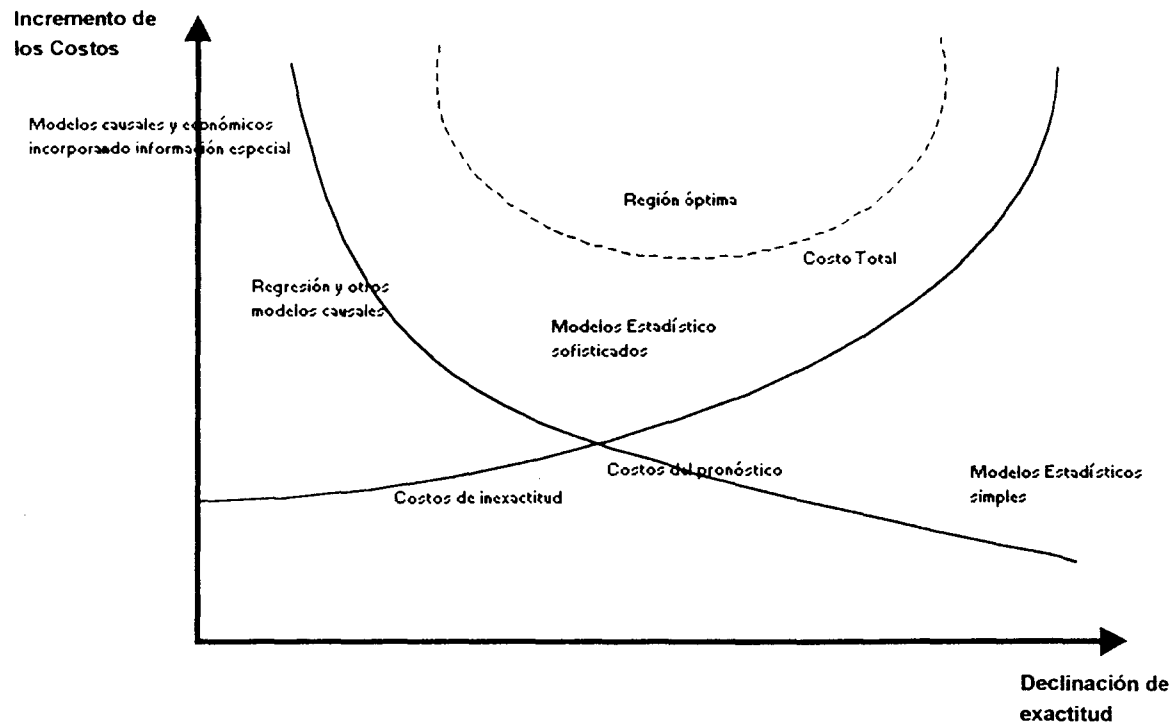 Incremento de
los Costos
Modelos causales y económicos
incorporando información especial
Región óptima
Costo Total
Regresión y otros
modelos causales
Modelos Estadístico
sofisticados
Costos del pronóstico
Modelos Estadísticos
simples
Costos de inexactitud
Declinación de
exactitud